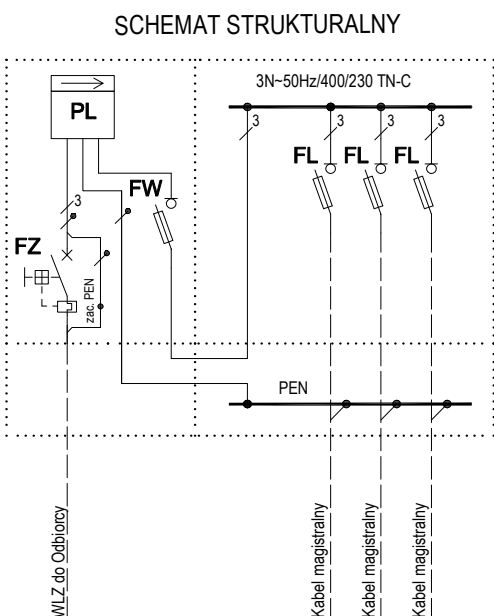 SCHEMAT STRUKTURALNY
3N~50Hz/400/230 TN-C
PL
3
3
3
3
FL
FL
FL
FW
3
FZ
zac. PEN
PEN
WLZ do Odbiorcy
Kabel magistralny
Kabel magistralny
Kabel magistralny